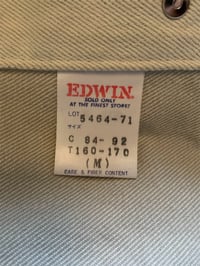 EDWIN.
SOLD ONLY
AT THE FINEST STORES
LOT
5464-71
サイズ
C 84-92
T160-170
(M)
EASE & FIBER CONTENT